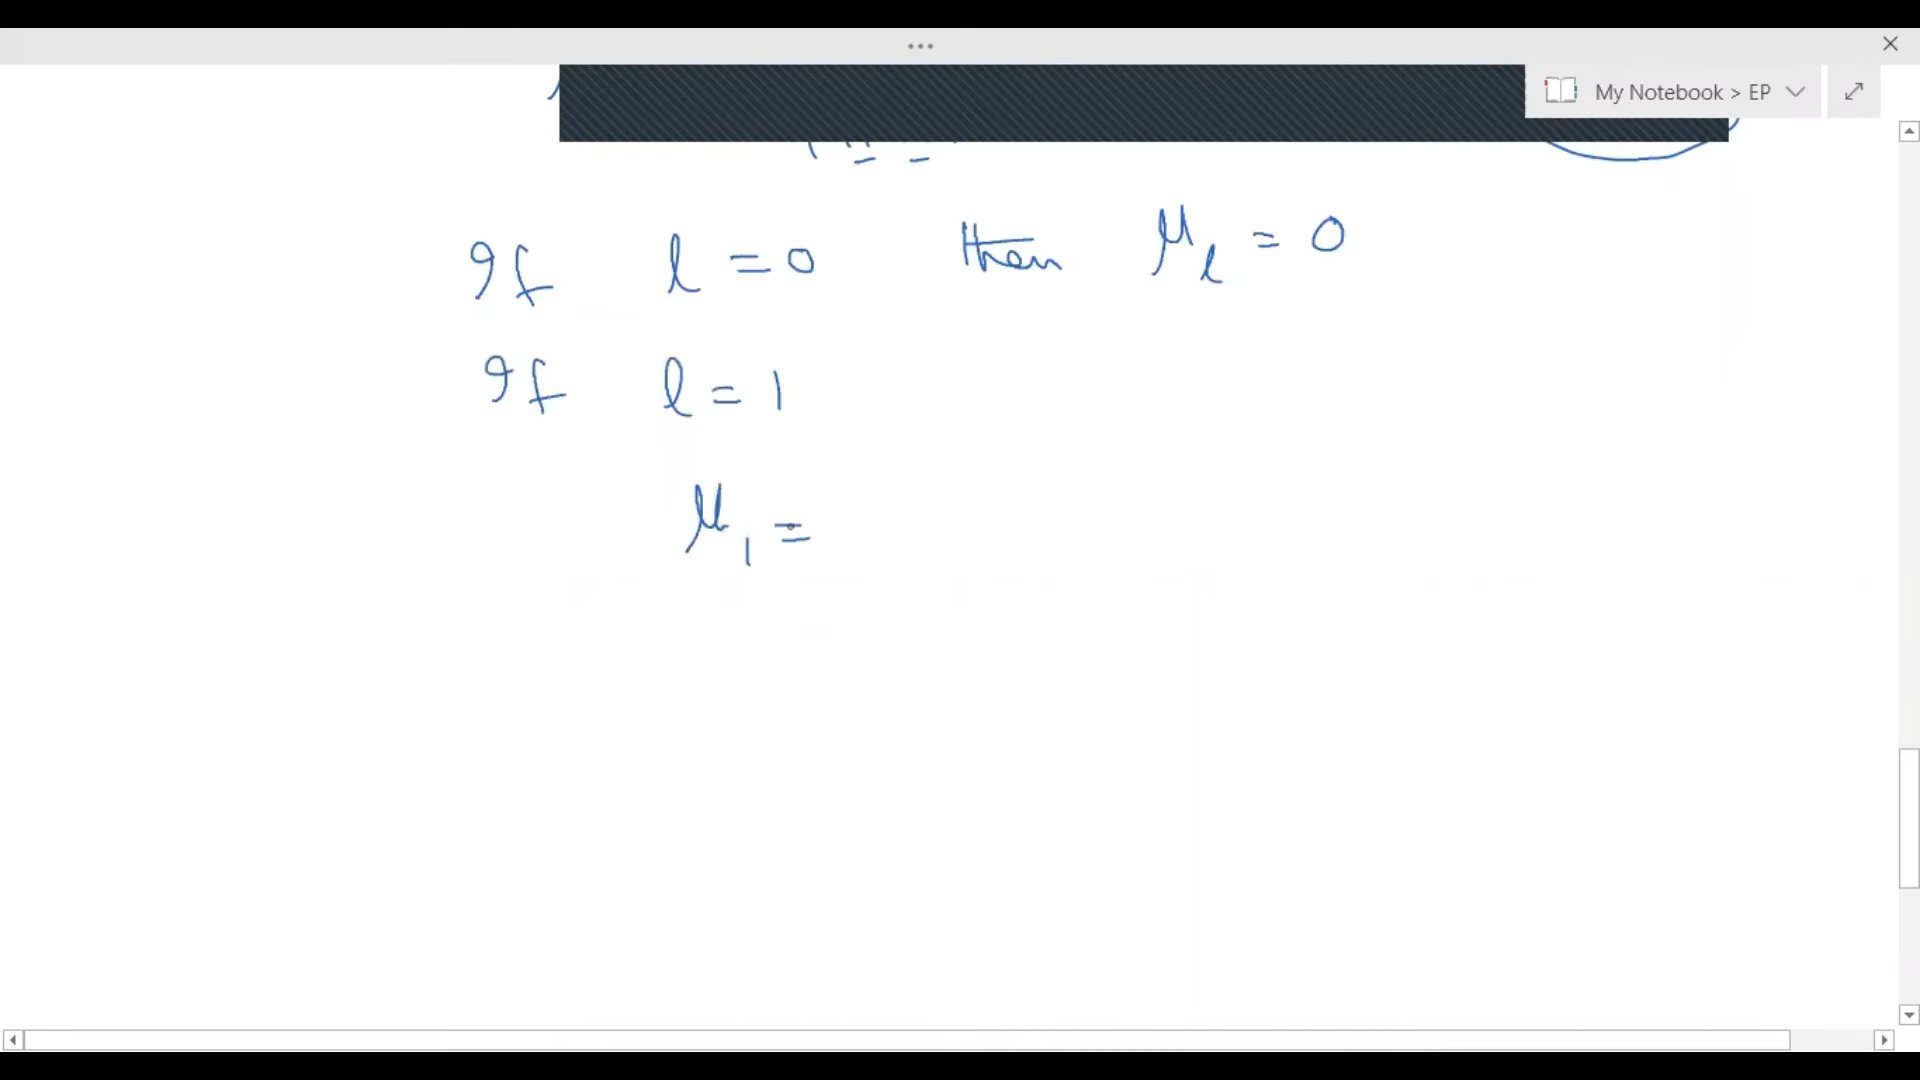 My Notebook > EP
If l = 0 then μ_l = 0
If l = 1
μ_1 =